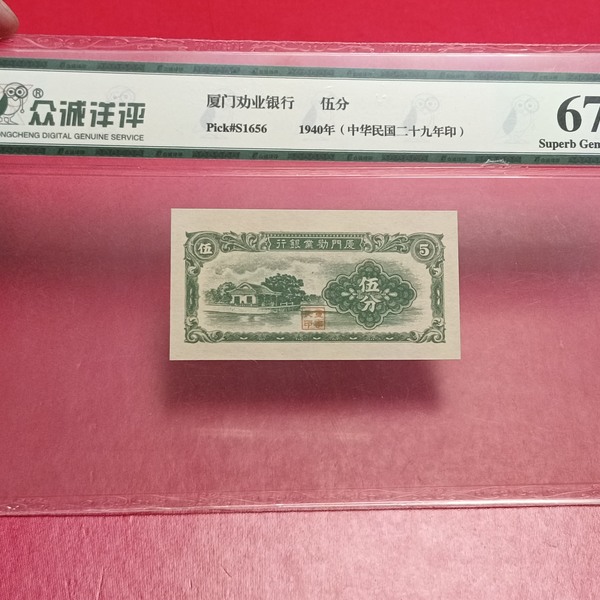 ®
众诚洋评
ONGCHENG DIGITAL GENUINE SERVICE
厦门劝业银行 伍分
Pick#S1656 1940年（中华民国二十九年印）
67
Superb Gem
行銀業勸門厦
伍 5
伍分